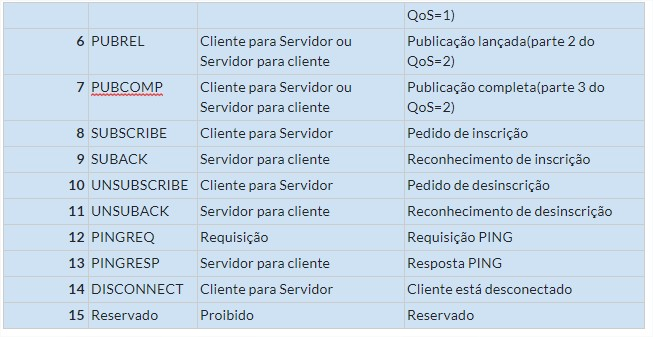 QoS=1)
6 PUBREL Cliente para Servidor ou Publicação lançada(parte 2 do
Servidor para cliente QoS=2)
7 PUBCOMP Cliente para Servidor ou Publicação completa(parte 3 do
Servidor para cliente QoS=2)
8 SUBSCRIBE Cliente para Servidor Pedido de inscrição
9 SUBACK Servidor para cliente Reconhecimento de inscrição
10 UNSUBSCRIBE Cliente para Servidor Pedido de desinscrição
11 UNSUBACK Servidor para cliente Reconhecimento de desinscrição
12 PINGREQ Requisição Requisição PING
13 PINGRESP Servidor para cliente Resposta PING
14 DISCONNECT Cliente para Servidor Cliente está desconectado
15 Reservado Proibido Reservado